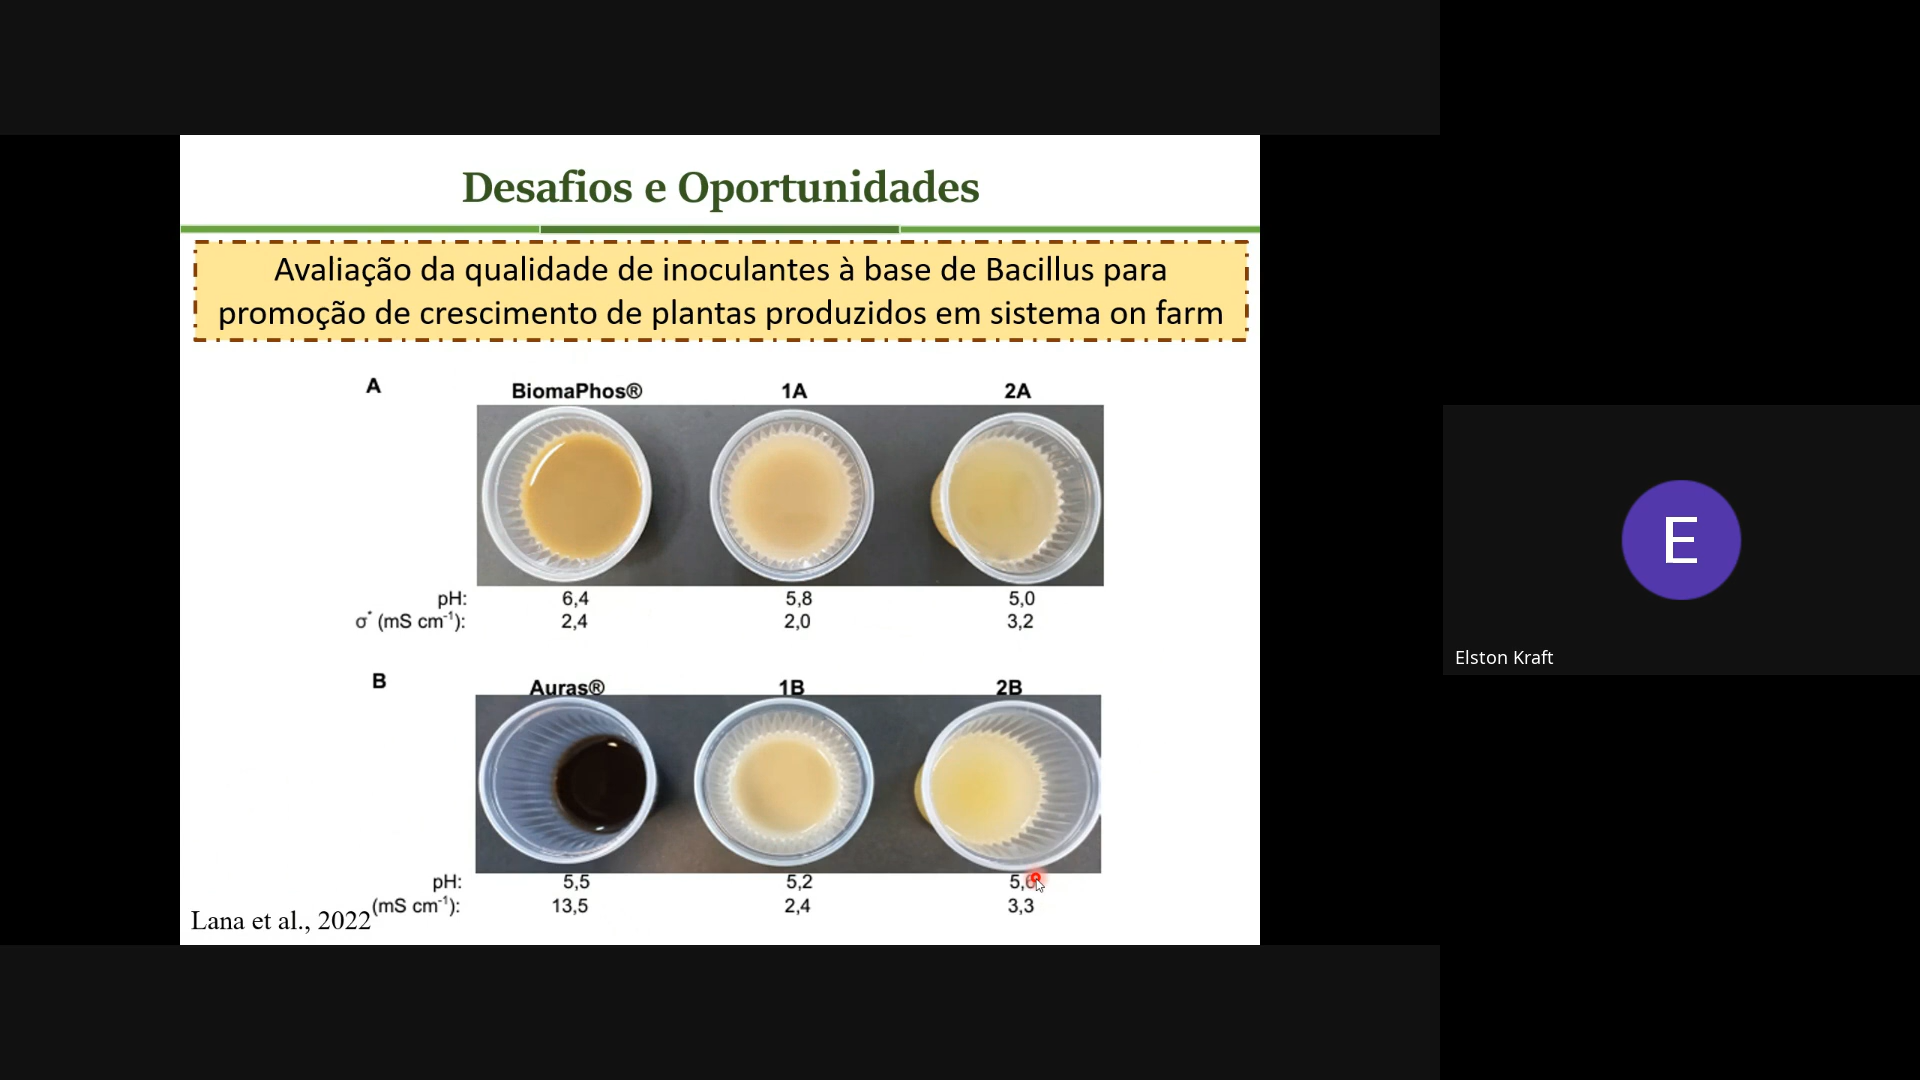 Desafios e Oportunidades
Avaliação da qualidade de inoculantes à base de Bacillus para
promoção de crescimento de plantas produzidos em sistema on farm
A
BiomaPhos® 1A 2A
pH: 6,4 5,8 5,0
σ* (mS cm-1): 2,4 2,0 3,2
B
Auras® 1B 2B
pH: 5,5 5,2
(mS cm-1): 13,5 2,4 3,3
Lana et al., 2022
E
Elston Kraft